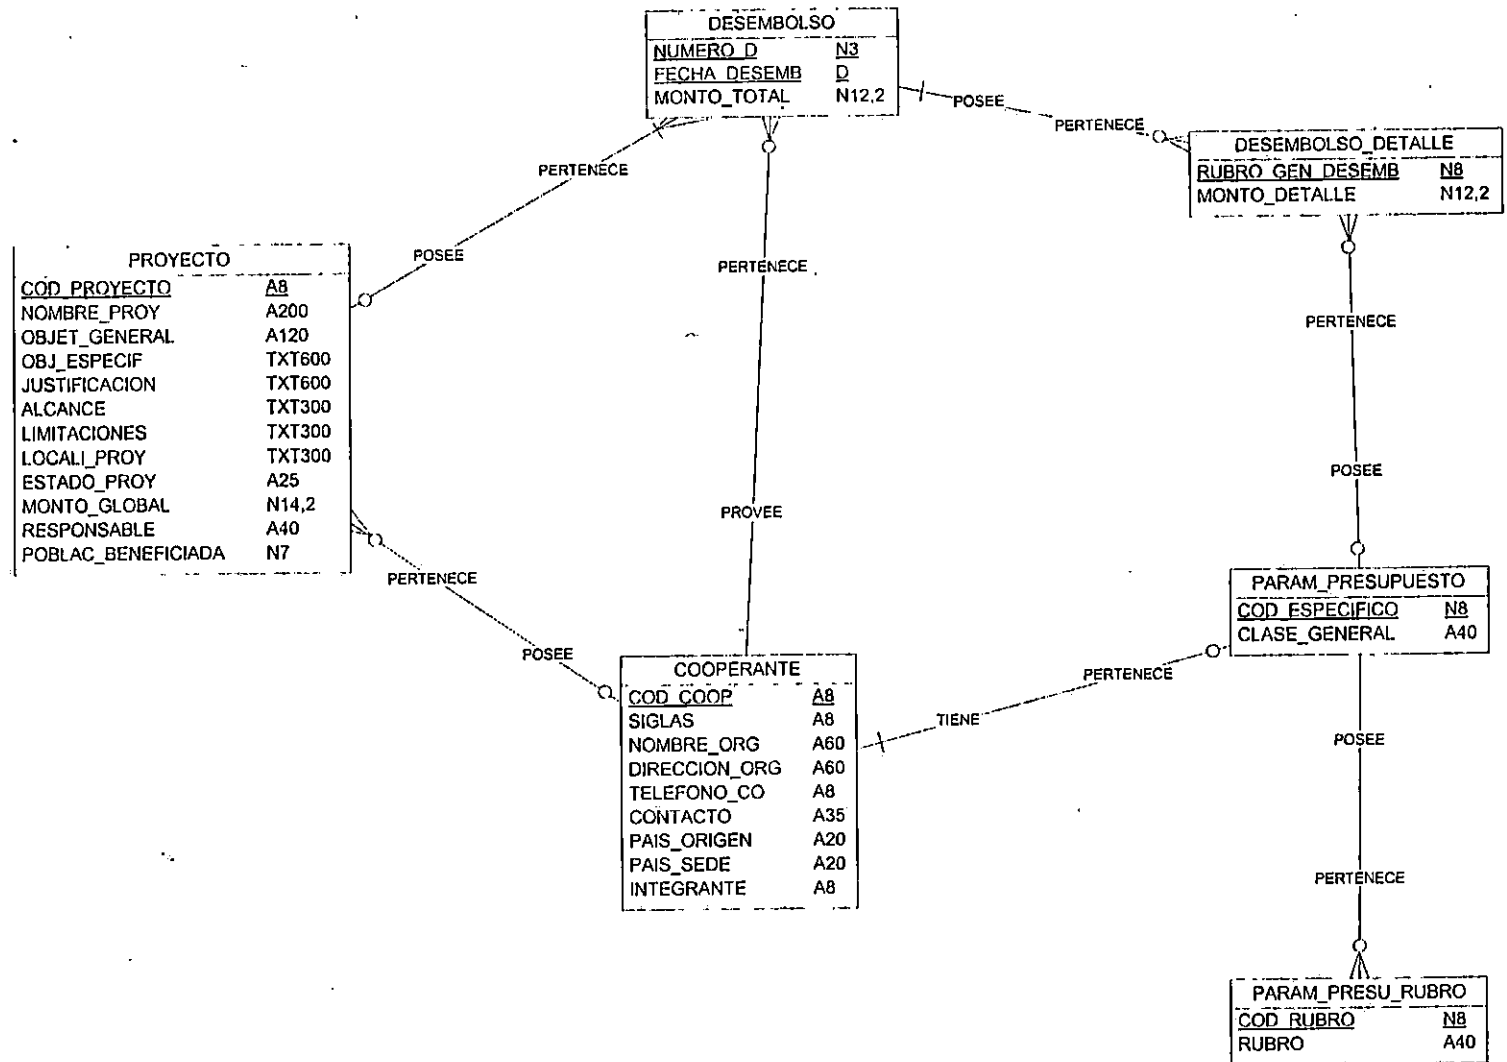 DESEMBOLSO
NUMERO_D N3
FECHA_DESEMB D
MONTO_TOTAL N12,2
POSEE
PERTENECE
DESEMBOLSO_DETALLE
RUBRO_GEN_DESEMB N8
MONTO_DETALLE N12,2
PERTENECE
POSEE
PERTENECE
PROVEE
PERTENECE
POSEE
PROYECTO
COD_PROYECTO A8
NOMBRE_PROY A200
OBJET_GENERAL A120
OBJ_ESPECIF TXT600
JUSTIFICACION TXT600
ALCANCE TXT300
LIMITACIONES TXT300
LOCALI_PROY TXT300
ESTADO_PROY A25
MONTO_GLOBAL N14,2
RESPONSABLE A40
POBLAC_BENEFICIADA N7
PERTENECE
POSEE
COOPERANTE
COD_COOP A8
SIGLAS A8
NOMBRE_ORG A60
DIRECCION_ORG A60
TELEFONO_CO A8
CONTACTO A35
PAIS_ORIGEN A20
PAIS_SEDE A20
INTEGRANTE A8
TIENE
PERTENECE
PARAM_PRESUPUESTO
COD_ESPECIFICO N8
CLASE_GENERAL A40
POSEE
PERTENECE
PARAM_PRESU_RUBRO
COD_RUBRO N8
RUBRO A40